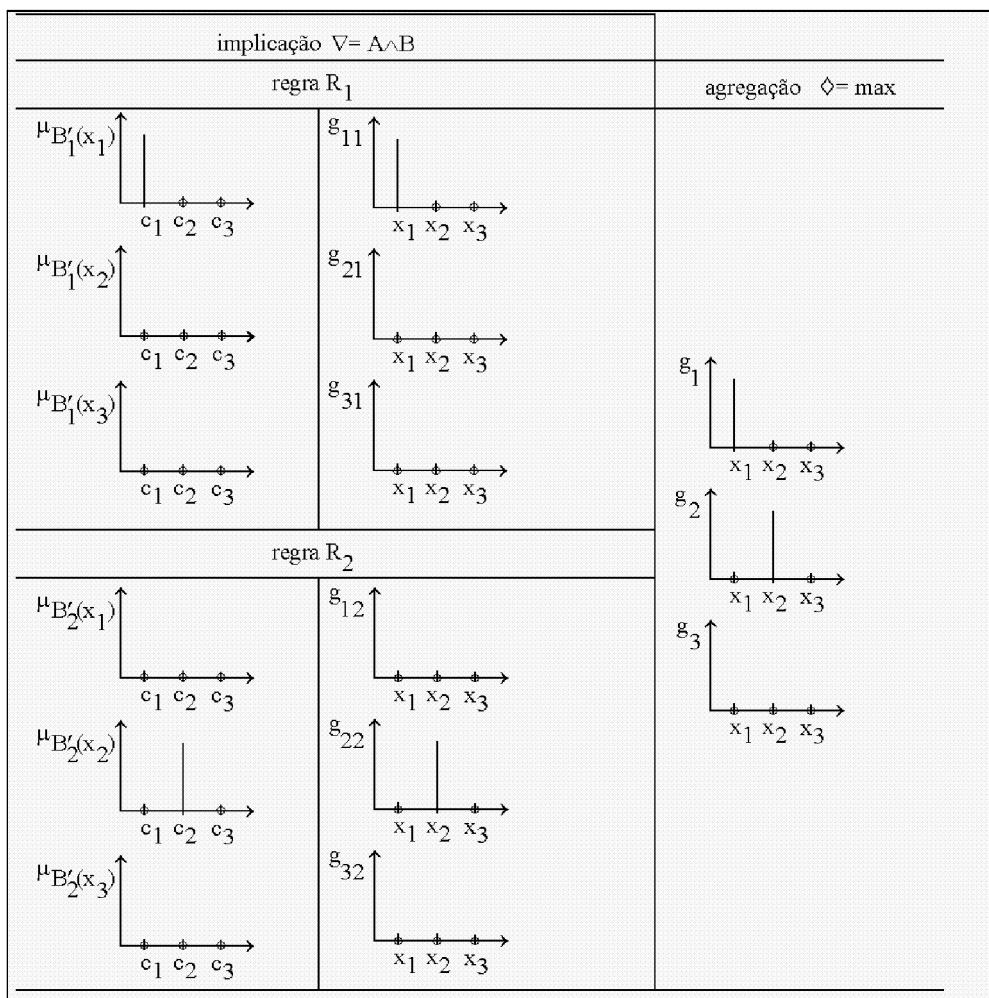 implicação ∇= A∧B
regra R1
agregação ◊= max
μB′1(x1)
c1 c2 c3
g11
x1 x2 x3
μB′1(x2)
c1 c2 c3
g21
x1 x2 x3
μB′1(x3)
c1 c2 c3
g31
x1 x2 x3
regra R2
μB′2(x1)
c1 c2 c3
g12
x1 x2 x3
μB′2(x2)
c1 c2 c3
g22
x1 x2 x3
μB′2(x3)
c1 c2 c3
g32
x1 x2 x3
g1
x1 x2 x3
g2
x1 x2 x3
g3
x1 x2 x3